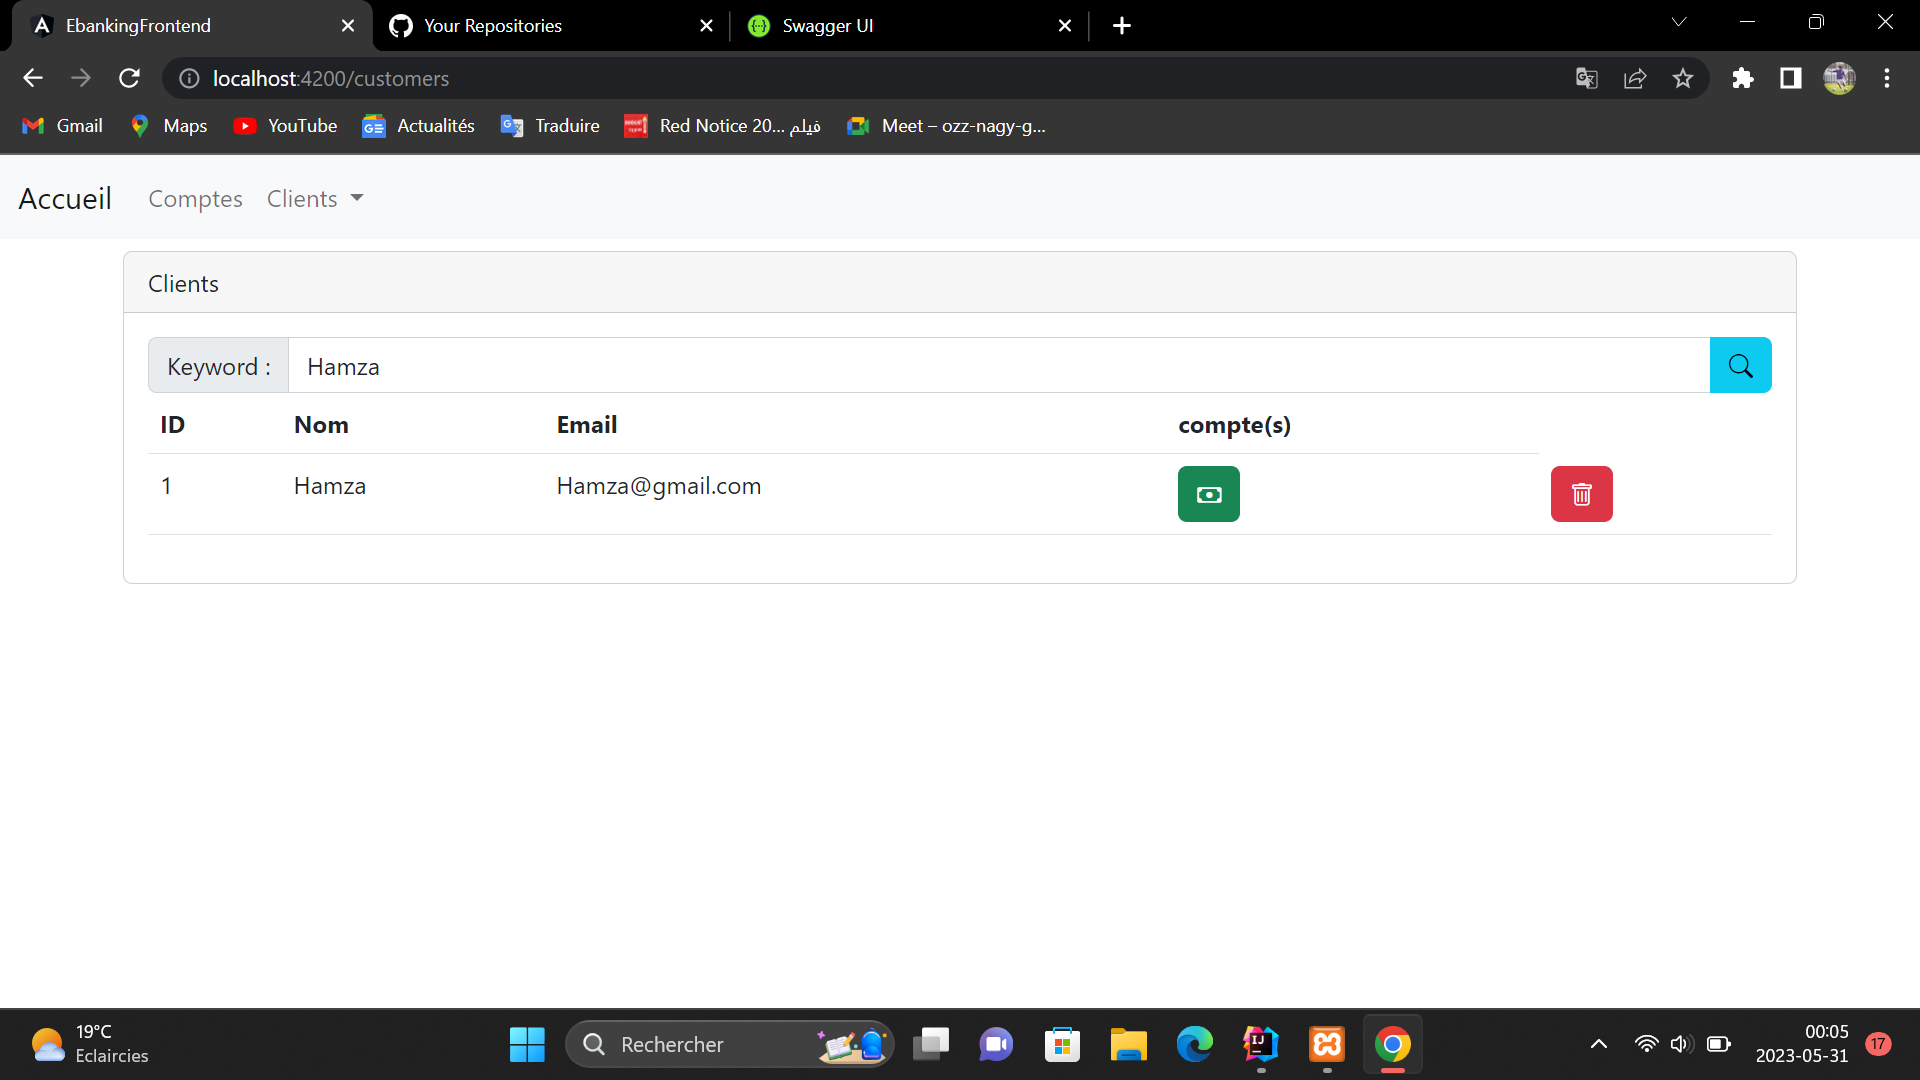 EbankingFrontend
Your Repositories
Swagger UI
localhost:4200/customers
Gmail
Maps
YouTube
Actualités
Traduire
Red Notice 20... فيلم
Meet – ozz-nagy-g...
Accueil
Comptes
Clients
Clients
Keyword :
Hamza
ID
Nom
Email
compte(s)
1
Hamza
Hamza@gmail.com
19°C
Eclaircies
Rechercher
00:05
2023-05-31
17